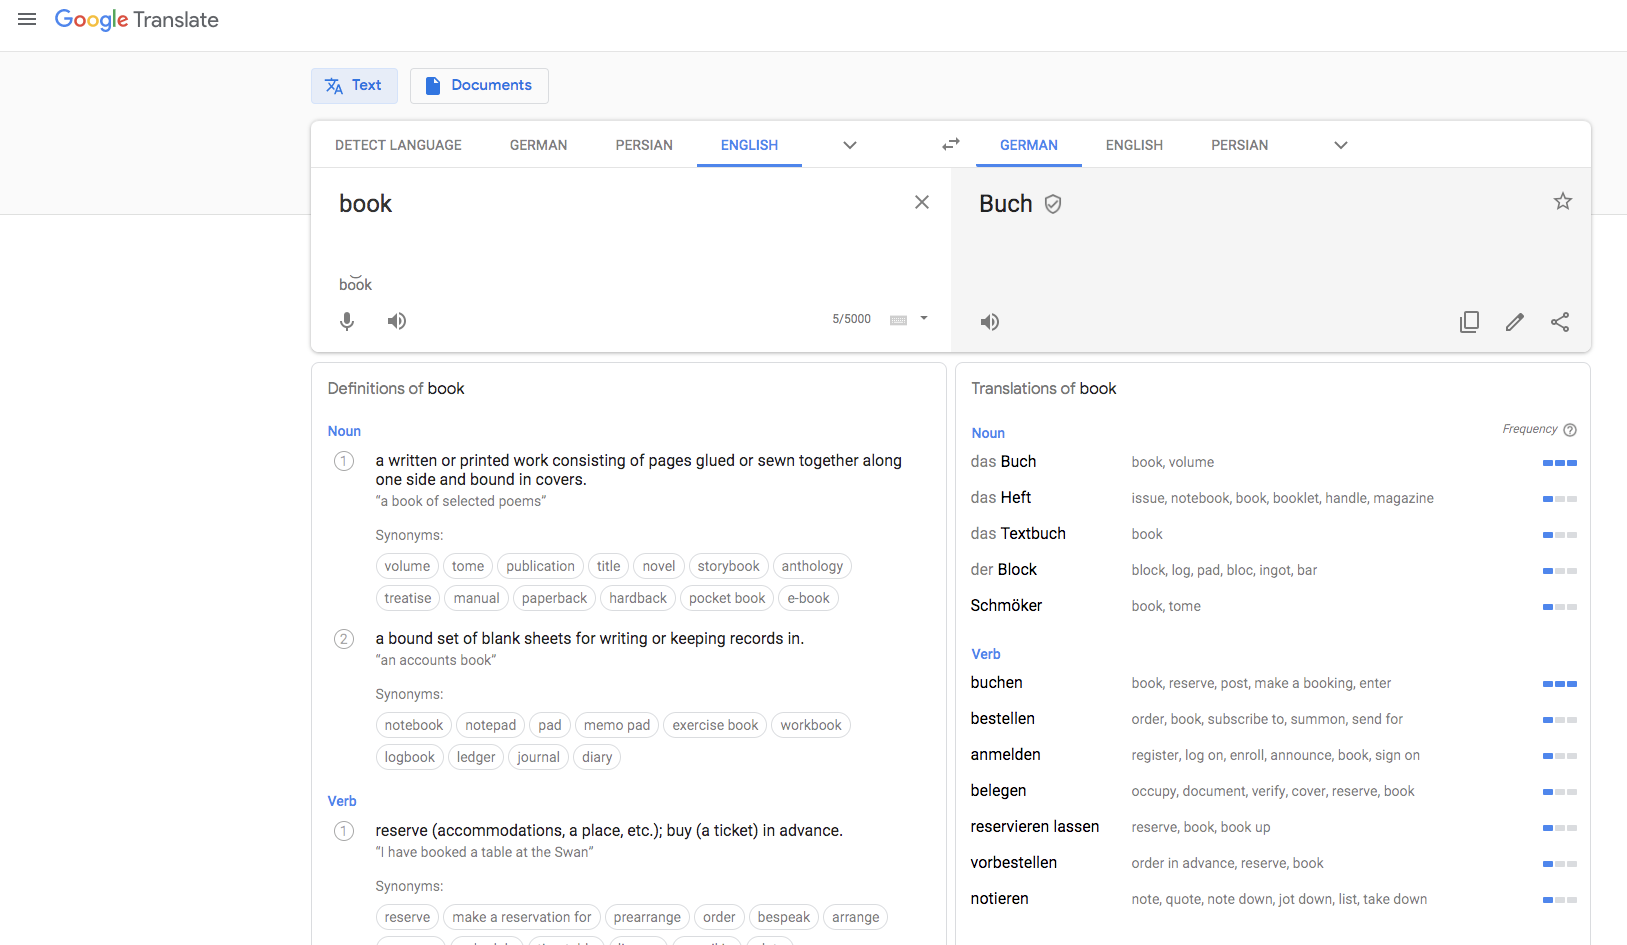 Google Translate
Text
Documents
DETECT LANGUAGE GERMAN PERSIAN ENGLISH
GERMAN ENGLISH PERSIAN
book
Buch
bo͝ok
5/5000
Definitions of book
Noun
1 a written or printed work consisting of pages glued or sewn together along
one side and bound in covers.
"a book of selected poems"
Synonyms:
volume tome publication title novel storybook anthology
treatise manual paperback hardback pocket book e-book
2 a bound set of blank sheets for writing or keeping records in.
"an accounts book"
Synonyms:
notebook notepad pad memo pad exercise book workbook
logbook ledger journal diary
Verb
1 reserve (accommodations, a place, etc.); buy (a ticket) in advance.
"I have booked a table at the Swan"
Synonyms:
reserve make a reservation for prearrange order bespeak arrange
Translations of book
Noun Frequency
das Buch book, volume
das Heft issue, notebook, book, booklet, handle, magazine
das Textbuch book
der Block block, log, pad, bloc, ingot, bar
Schmöker book, tome
Verb
buchen book, reserve, post, make a booking, enter
bestellen order, book, subscribe to, summon, send for
anmelden register, log on, enroll, announce, book, sign on
belegen occupy, document, verify, cover, reserve, book
reservieren lassen reserve, book, book up
vorbestellen order in advance, reserve, book
notieren note, quote, note down, jot down, list, take down